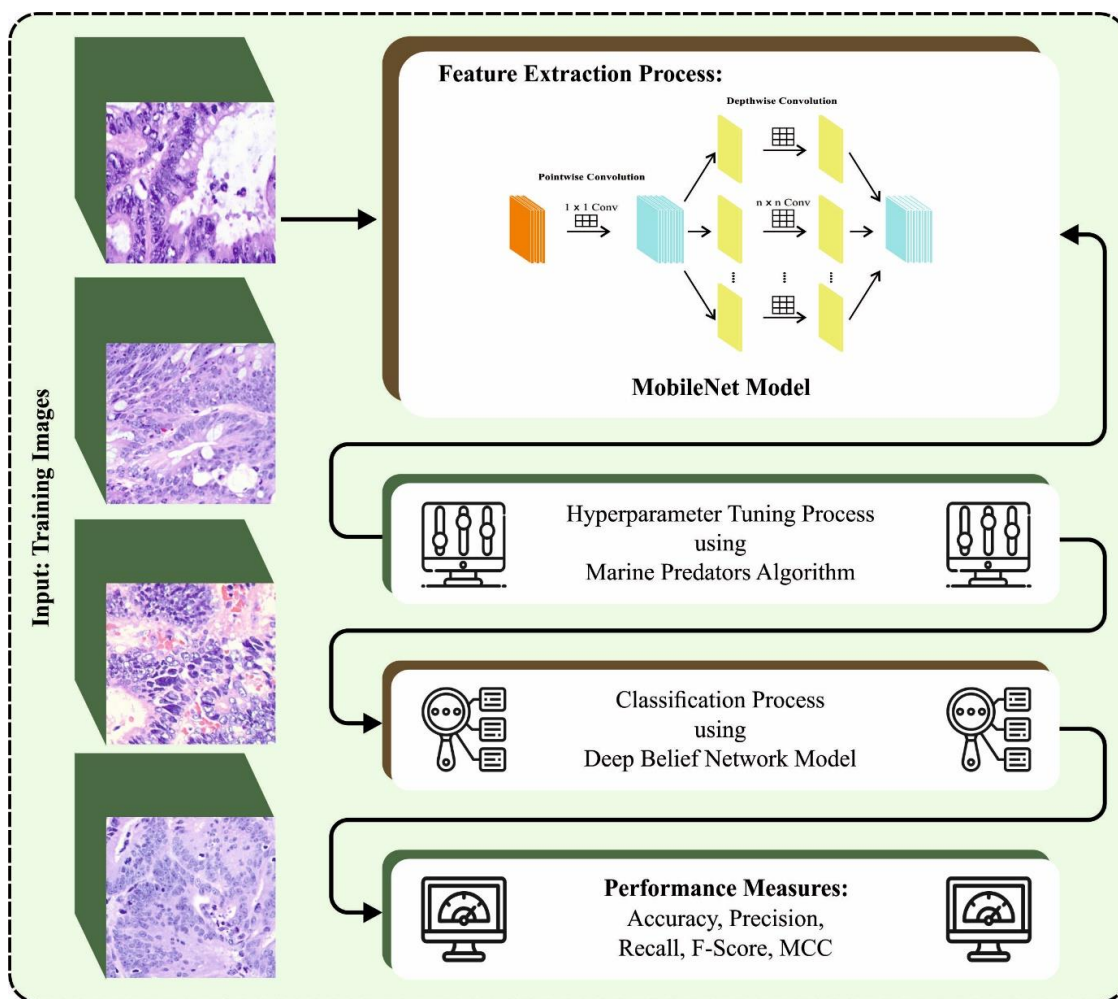 Input: Training Images
Feature Extraction Process:
Depthwise Convolution
Pointwise Convolution
1 x 1 Conv
n x n Conv
MobileNet Model
Hyperparameter Tuning Process
using
Marine Predators Algorithm
Classification Process
using
Deep Belief Network Model
Performance Measures:
Accuracy, Precision,
Recall, F-Score, MCC